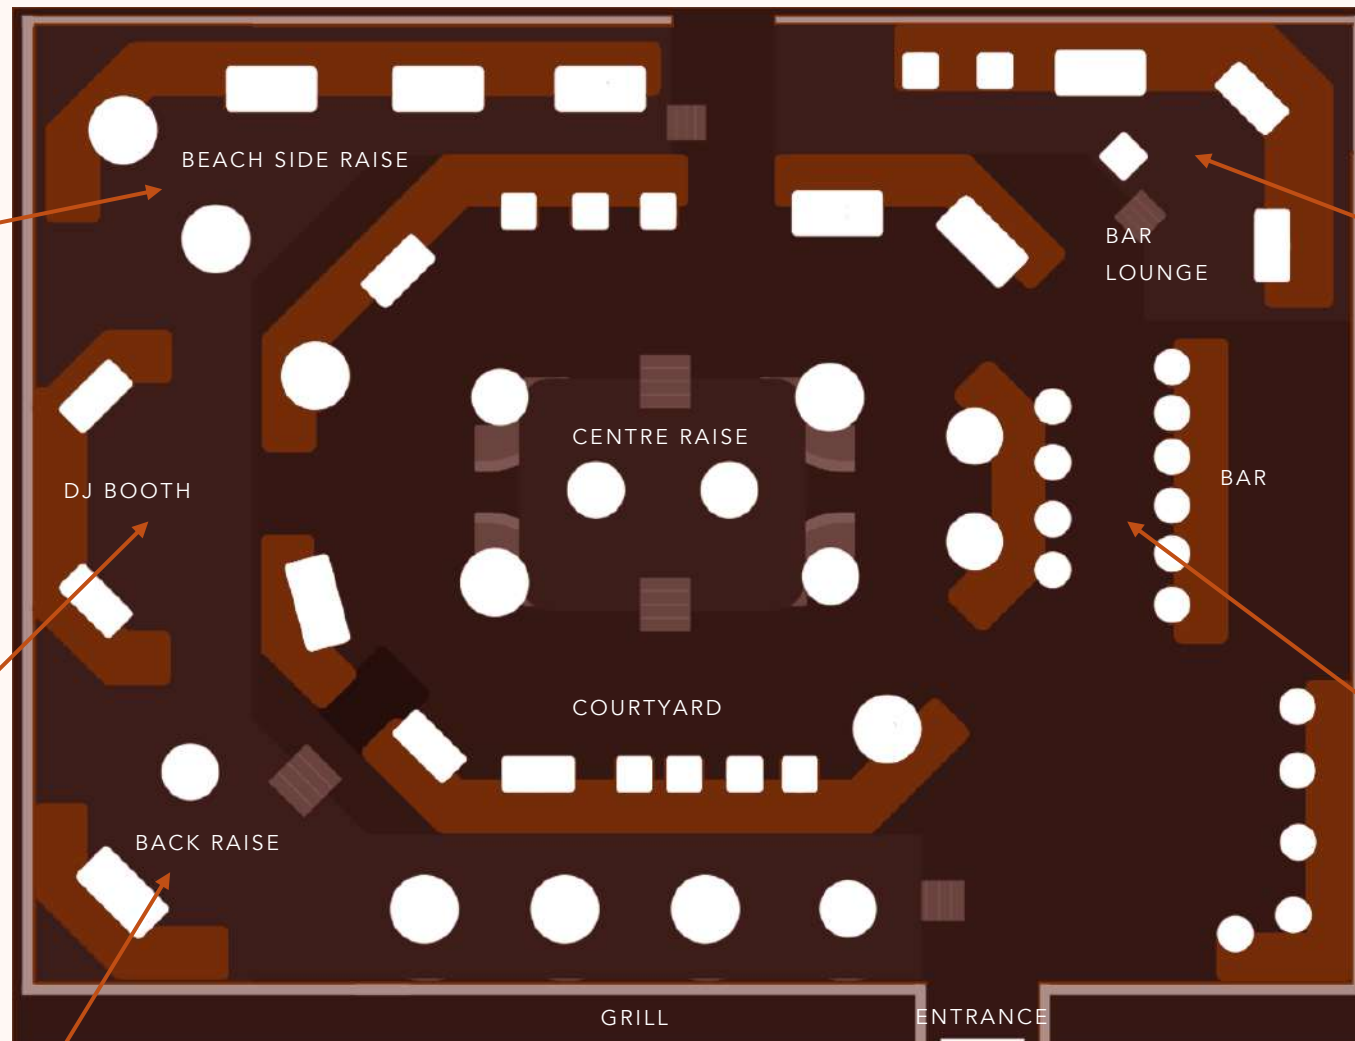 BEACH SIDE RAISE
BAR
LOUNGE
CENTRE RAISE
BAR
DJ BOOTH
COURTYARD
BACK RAISE
GRILL
ENTRANCE